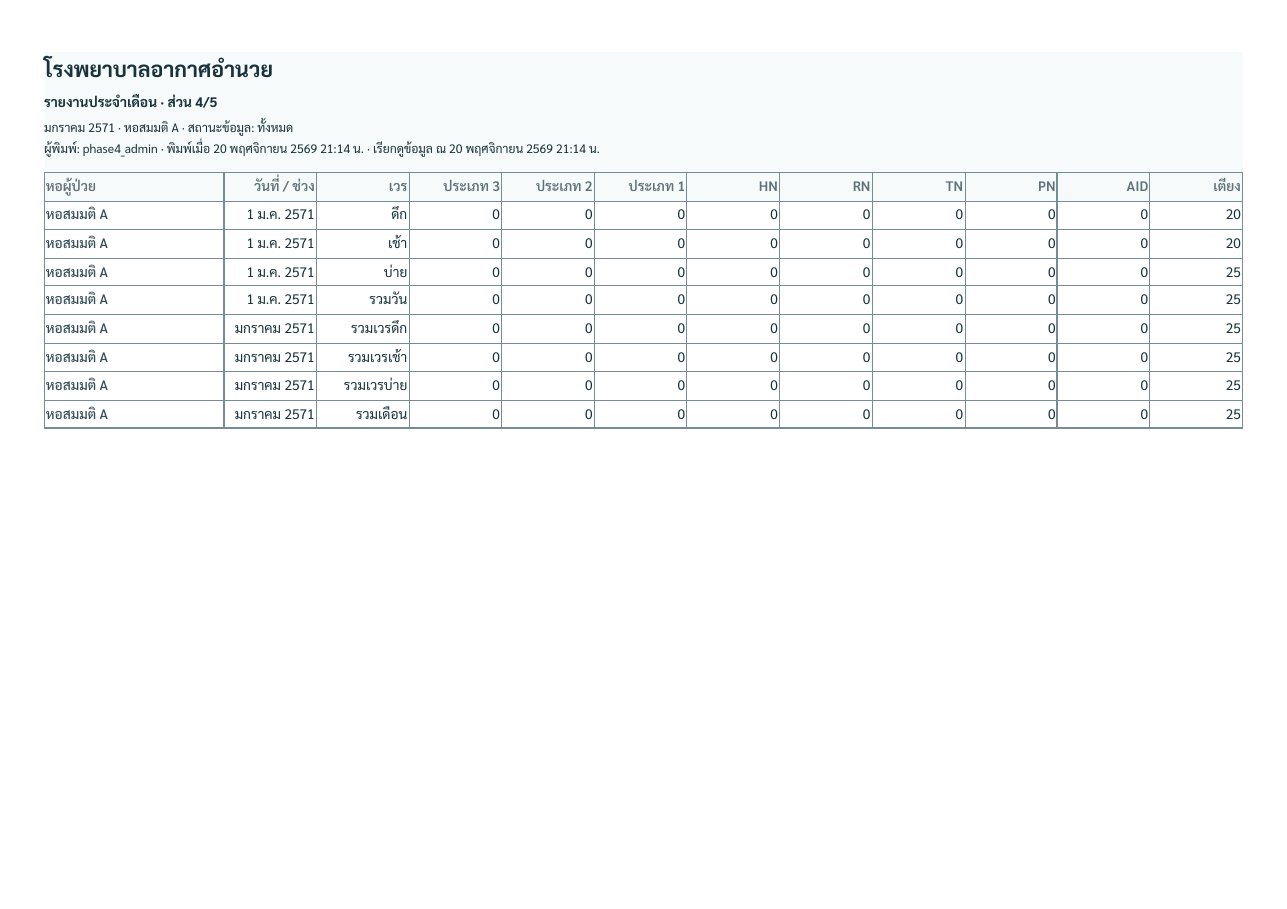 โรงพยาบาลอากาศอำนวย
รายงานประจำเดือน · ส่วน 4/5
มกราคม 2571 · หอสมมติ A · สถานะข้อมูล: ทั้งหมด
ผู้พิมพ์: phase4_admin · พิมพ์เมื่อ 20 พฤศจิกายน 2569 21:14 น. · เรียกดูข้อมูล ณ 20 พฤศจิกายน 2569 21:14 น.
หอผู้ป่วย วันที่ / ช่วง เวร ประเภท 3 ประเภท 2 ประเภท 1 HN RN TN PN AID เตียง
หอสมมติ A 1 ม.ค. 2571 ดึก 0 0 0 0 0 0 0 0 20
หอสมมติ A 1 ม.ค. 2571 เช้า 0 0 0 0 0 0 0 0 20
หอสมมติ A 1 ม.ค. 2571 บ่าย 0 0 0 0 0 0 0 0 25
หอสมมติ A 1 ม.ค. 2571 รวมวัน 0 0 0 0 0 0 0 0 25
หอสมมติ A มกราคม 2571 รวมเวรดึก 0 0 0 0 0 0 0 0 25
หอสมมติ A มกราคม 2571 รวมเวรเช้า 0 0 0 0 0 0 0 0 25
หอสมมติ A มกราคม 2571 รวมเวรบ่าย 0 0 0 0 0 0 0 0 25
หอสมมติ A มกราคม 2571 รวมเดือน 0 0 0 0 0 0 0 0 25